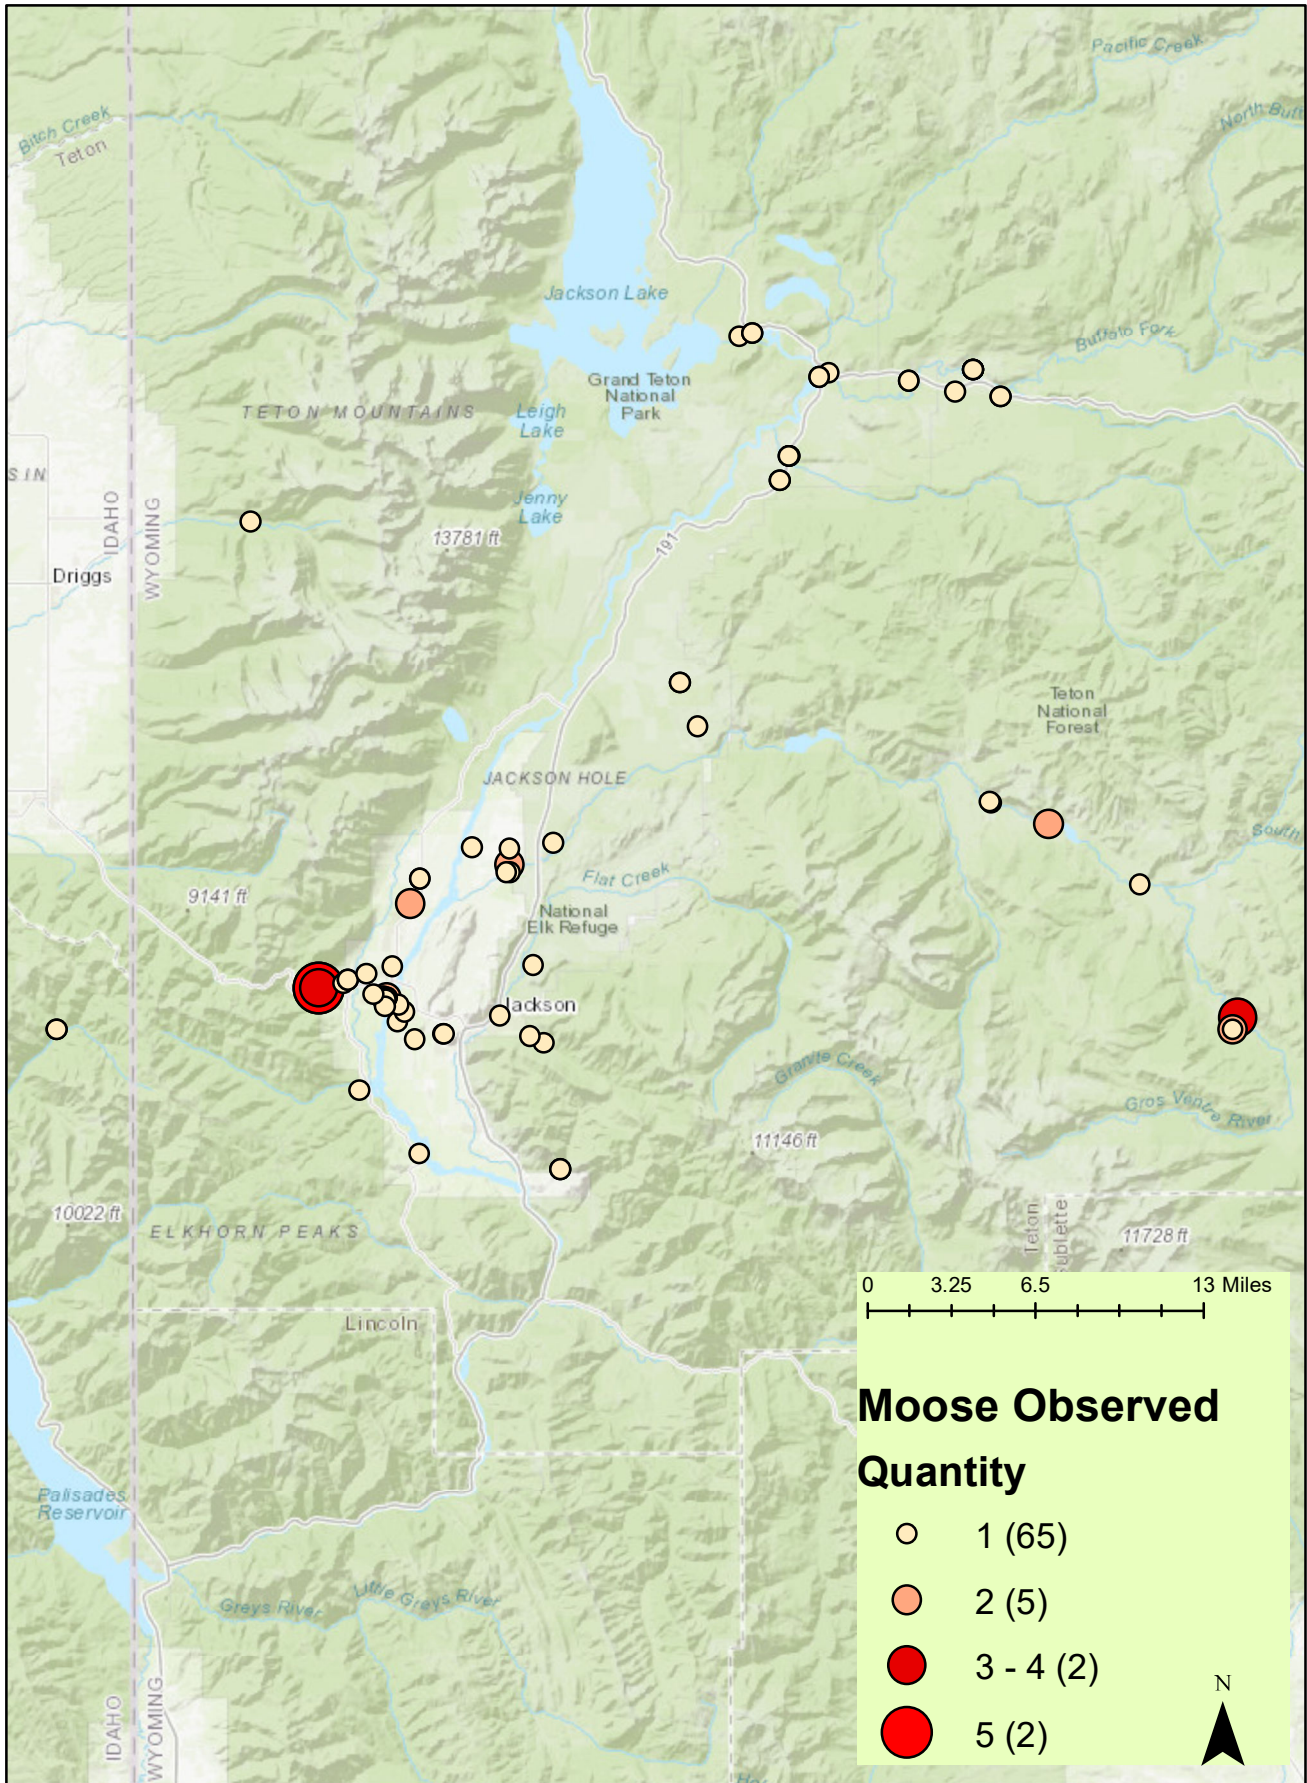 Pacific Creek
North Buff
Bitch Creek
Teton
Jackson Lake
Buffalo Fork
Grand Teton
National
Park
TETON MOUNTAINS
Leigh
Lake
SIN
IDAHO
WYOMING
Jenny
Lake
13781 ft
191
Driggs
Teton
National
Forest
JACKSON HOLE
South
Flat Creek
9141 ft
National
Elk Refuge
Jackson
Granite Creek
Gros Ventre River
11146 ft
10022 ft
ELKHORN PEAKS
Teton
ublette
11728 ft
0 3.25 6.5 13 Miles
Lincoln
Moose Observed
Quantity
Palisades
Reservoir
1 (65)
2 (5)
Little Greys River
Greys River
3 - 4 (2)
N
5 (2)
IDAHO
WYOMING